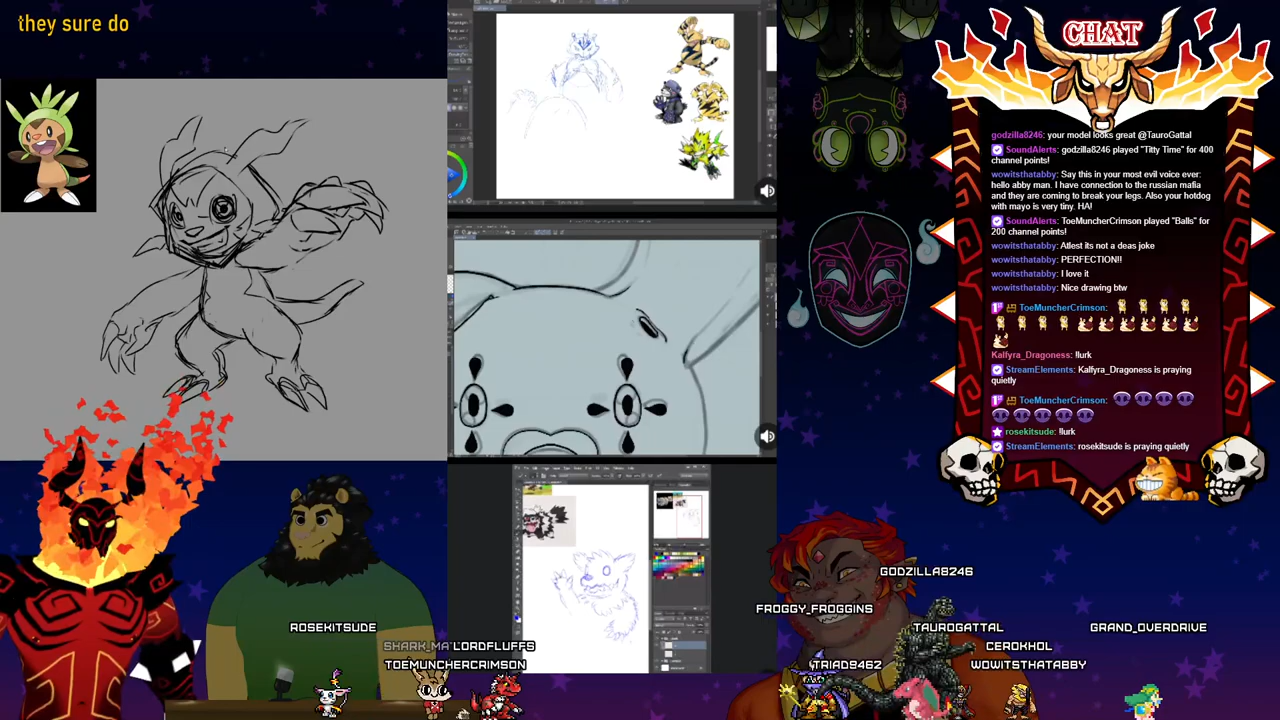 they sure do
CHAT
godzilla8246: your model looks great @TauroGattal
SoundAlerts: godzilla8246 played "Titty Time" for 400
channel points!
wowitsthatabby: Say this in your most evil voice ever:
hello abby man. I have connection to the russian mafia
and they are coming to break your legs. Also your hotdog
with mayo is very tiny. HA!
SoundAlerts: ToeMuncherCrimson played "Balls" for
200 channel points!
wowitsthatabby: Atlest its not a deas joke
wowitsthatabby: PERFECTION!!
wowitsthatabby: I love it
wowitsthatabby: Nice drawing btw
ToeMuncherCrimson:
Kalfyra_Dragoness: !lurk
StreamElements: Kalfyra_Dragoness is praying
quietly
ToeMuncherCrimson:
rosekitsude: !lurk
StreamElements: rosekitsude is praying quietly
GODZILLA8246
FROGGY_FROGGINS
ROSEKITSUDE
TAUROGATTAL
GRAND_OVERDRIVE
LORDFLUFFS
CEROKHOL
TOEMUNCHERCRIMSON
TRIAD9462
WOWITSTHATABBY